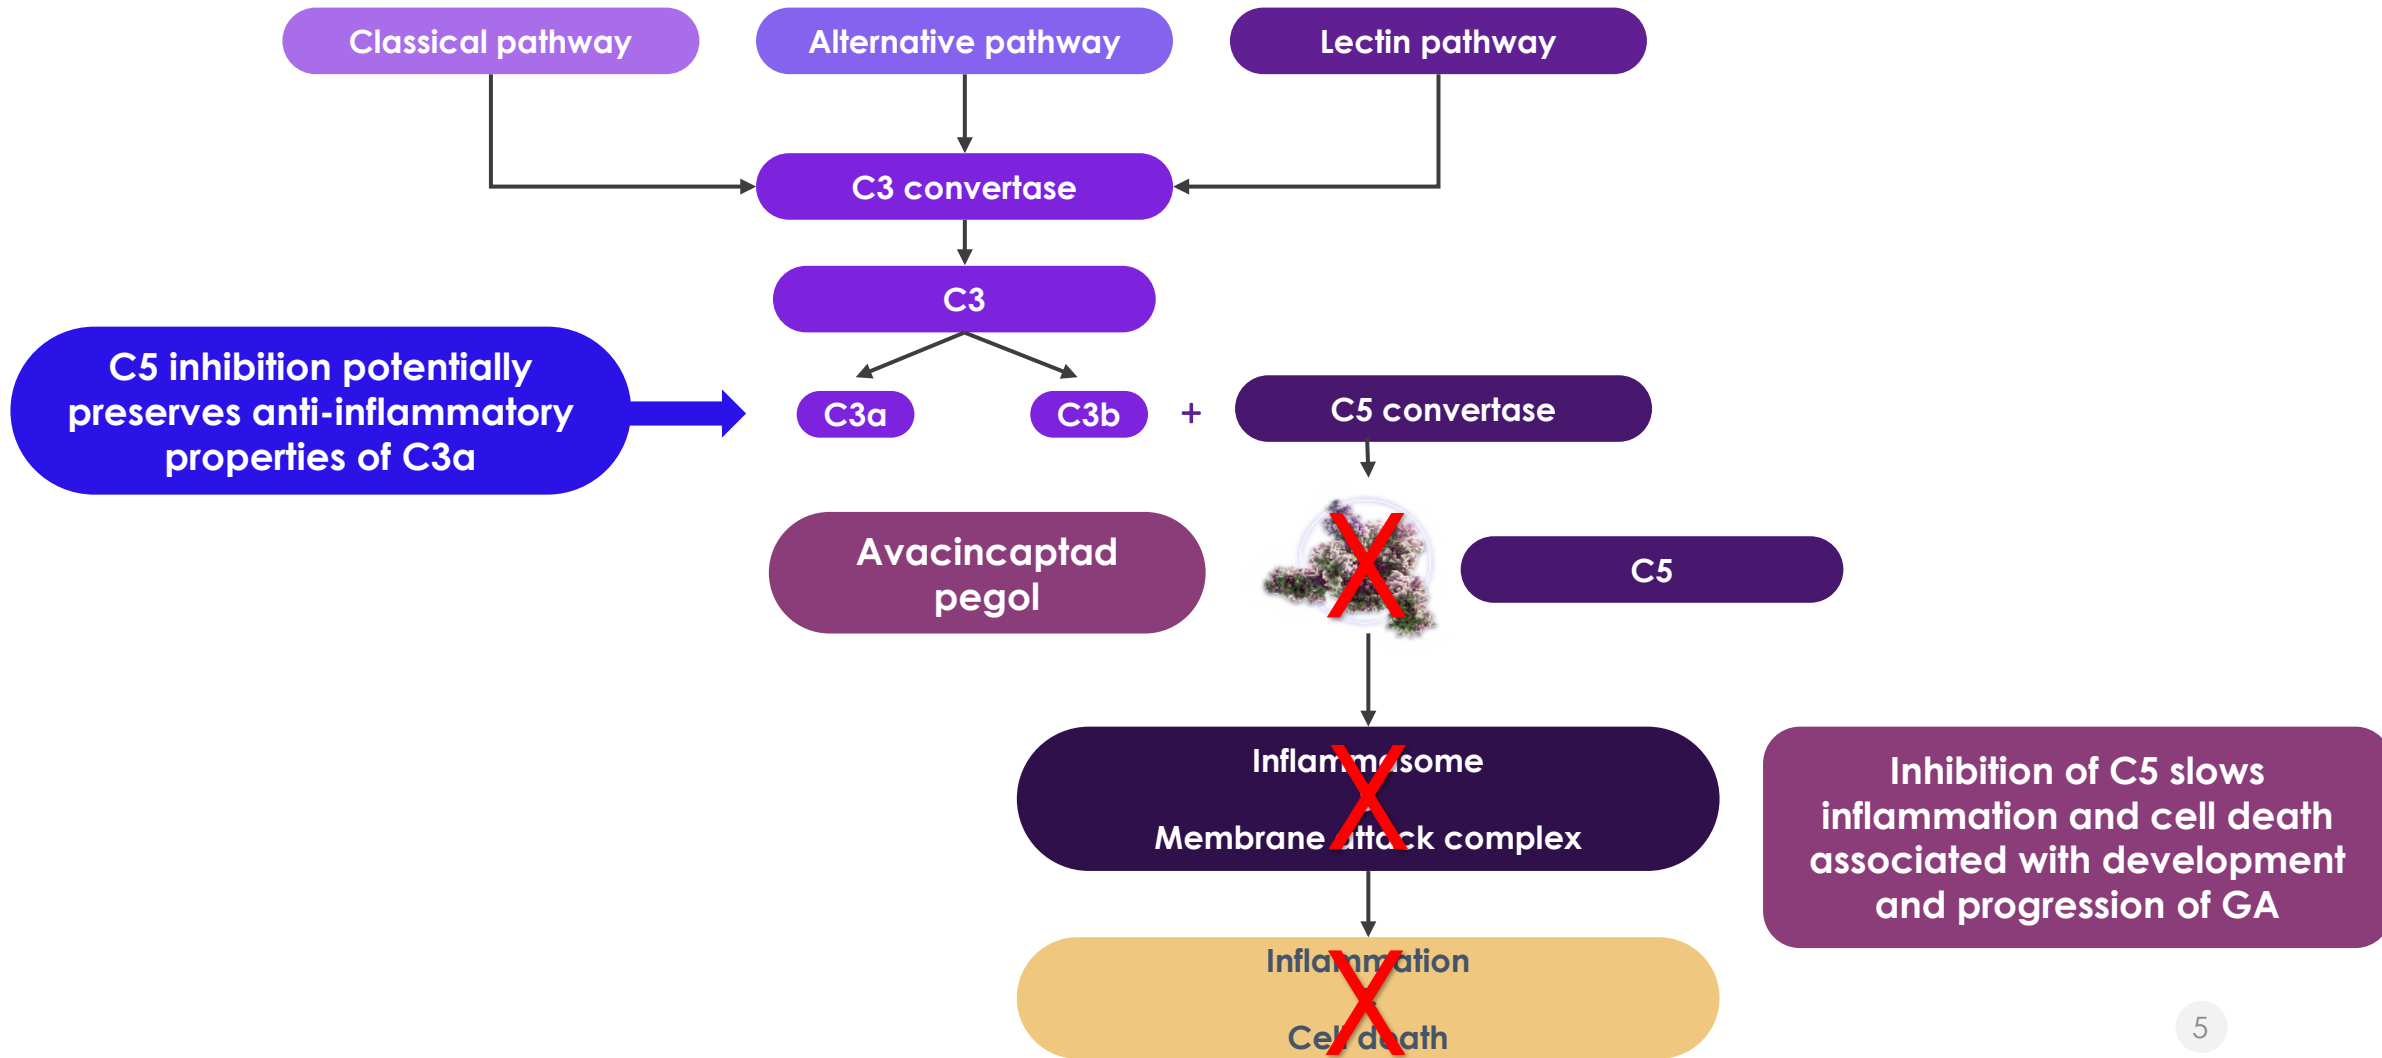 Classical pathway
Alternative pathway
Lectin pathway
C3 convertase
C3
C5 inhibition potentially
preserves anti-inflammatory
properties of C3a
C3a
C3b
+
C5 convertase
Avacincaptad
pegol
X
C5
Inflammasome
X
Membrane attack complex
Inhibition of C5 slows
inflammation and cell death
associated with development
and progression of GA
Inflammation
X
Cell death
5